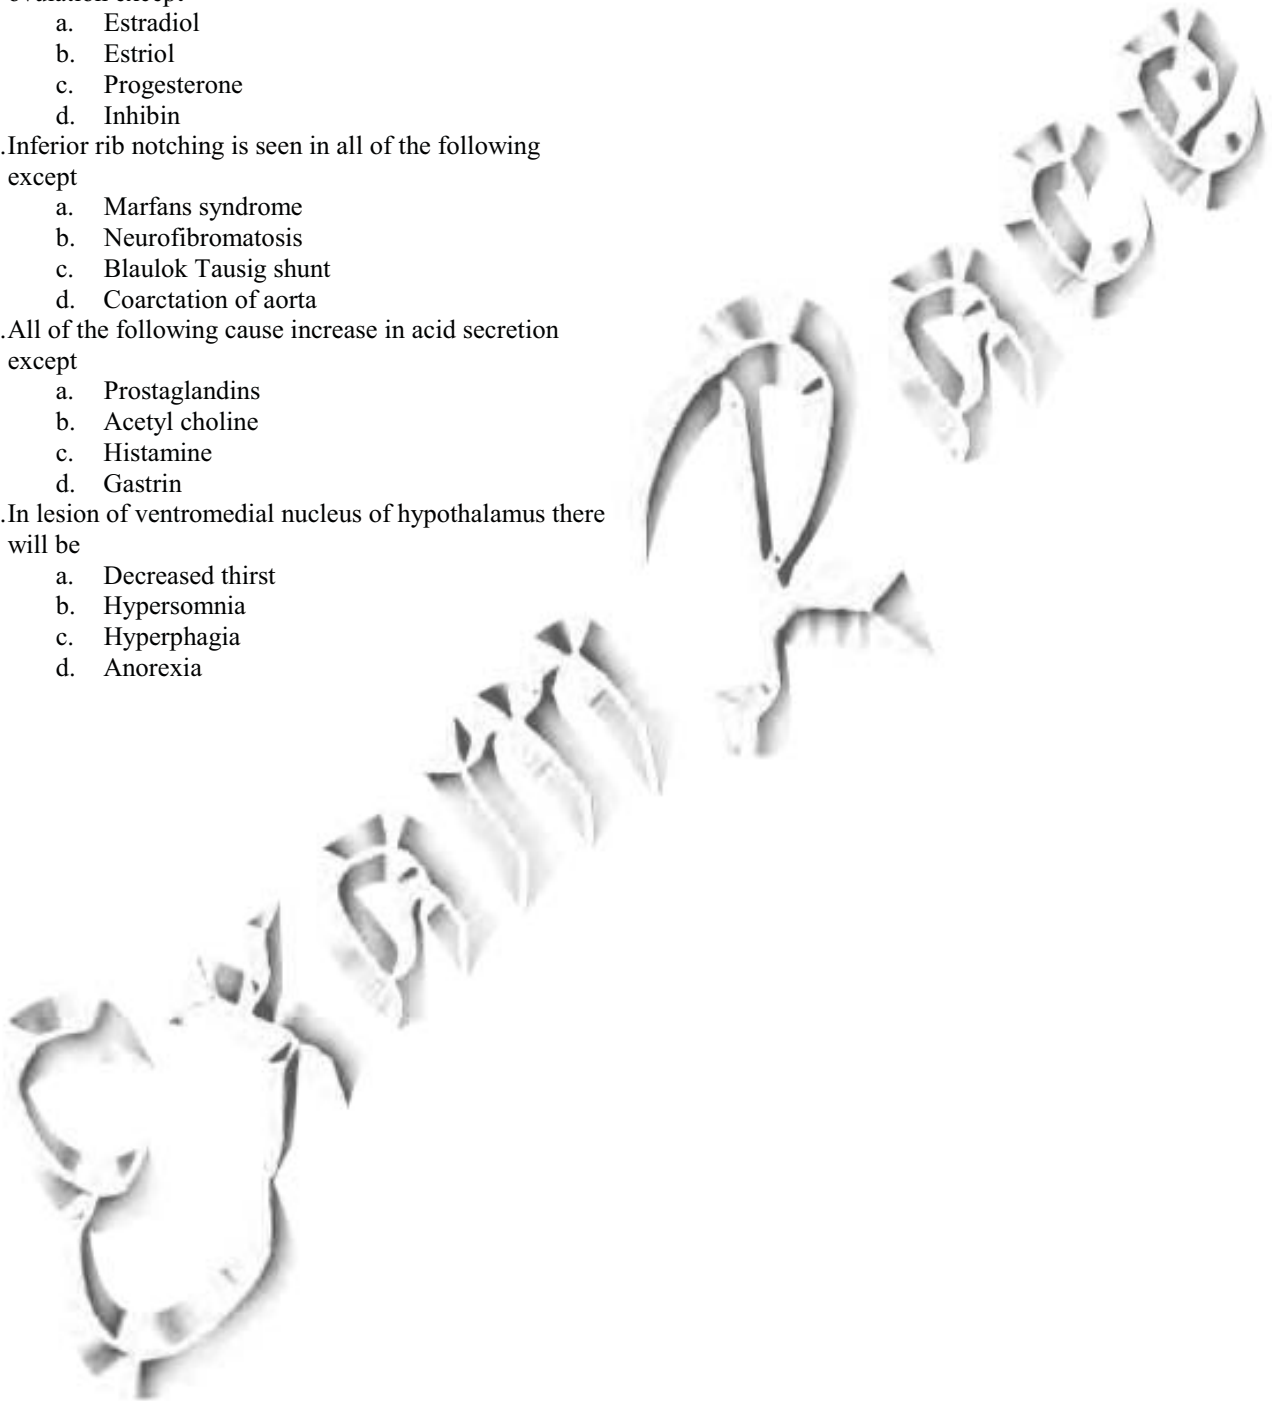 ovulation except
a. Estradiol
b. Estriol
c. Progesterone
d. Inhibin
.Inferior rib notching is seen in all of the following
except
a. Marfans syndrome
b. Neurofibromatosis
c. Blaulok Tausig shunt
d. Coarctation of aorta
.All of the following cause increase in acid secretion
except
a. Prostaglandins
b. Acetyl choline
c. Histamine
d. Gastrin
.In lesion of ventromedial nucleus of hypothalamus there
will be
a. Decreased thirst
b. Hypersomnia
c. Hyperphagia
d. Anorexia